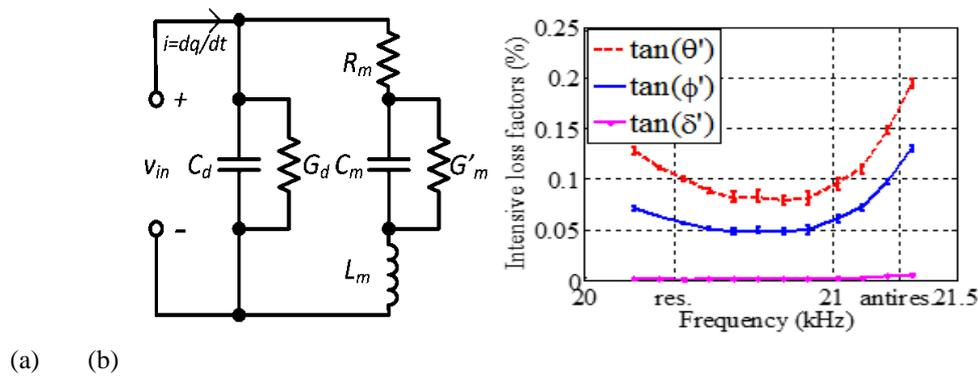 i=dq/dt
+
v_in
-
C_d
G_d
R_m
C_m
G'_m
L_m
Intensive loss factors (%)
0.25
0.2
0.15
0.1
0.05
0
tan(θ')
tan(ϕ')
tan(δ')
20
res.
21
antires.
21.5
Frequency (kHz)
(a) (b)